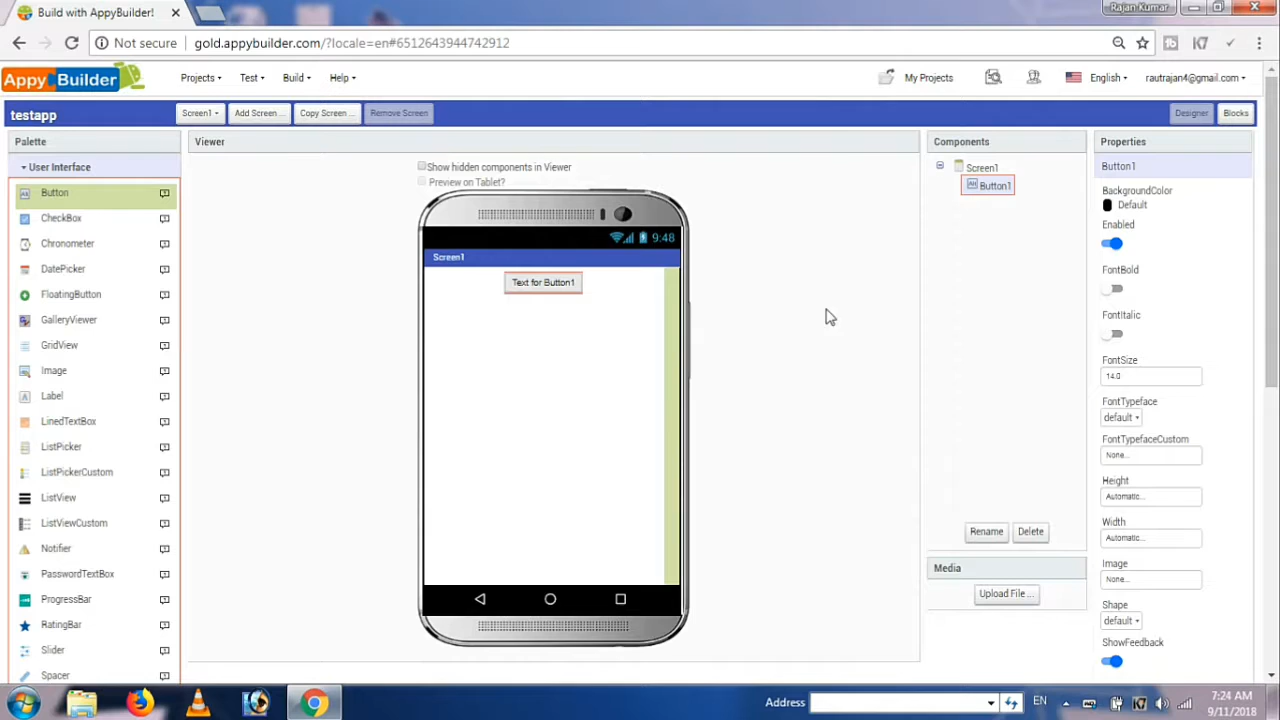 Build with AppyBuilder!
Rajan Kumar
Not secure
gold.appybuilder.com/?locale=en#6512643944742912
Appy Builder
Projects
Test
Build
Help
My Projects
English
rautrajan4@gmail.com
testapp
Screen1
Add Screen ...
Copy Screen ...
Remove Screen
Designer
Blocks
Palette
User Interface
Button
CheckBox
Chronometer
DatePicker
FloatingButton
GalleryViewer
GridView
Image
Label
LinedTextBox
ListPicker
ListPickerCustom
ListView
ListViewCustom
Notifier
PasswordTextBox
ProgressBar
RatingBar
Slider
Spacer
Viewer
Show hidden components in Viewer
Preview on Tablet?
9:48
Screen1
Text for Button1
Components
Screen1
Button1
Rename
Delete
Media
Upload File ...
Properties
Button1
BackgroundColor
Default
Enabled
FontBold
FontItalic
FontSize
14.0
FontTypeface
default
FontTypefaceCustom
None...
Height
Automatic...
Width
Automatic...
Image
None...
Shape
default
ShowFeedback
Address
EN
7:24 AM
9/11/2018